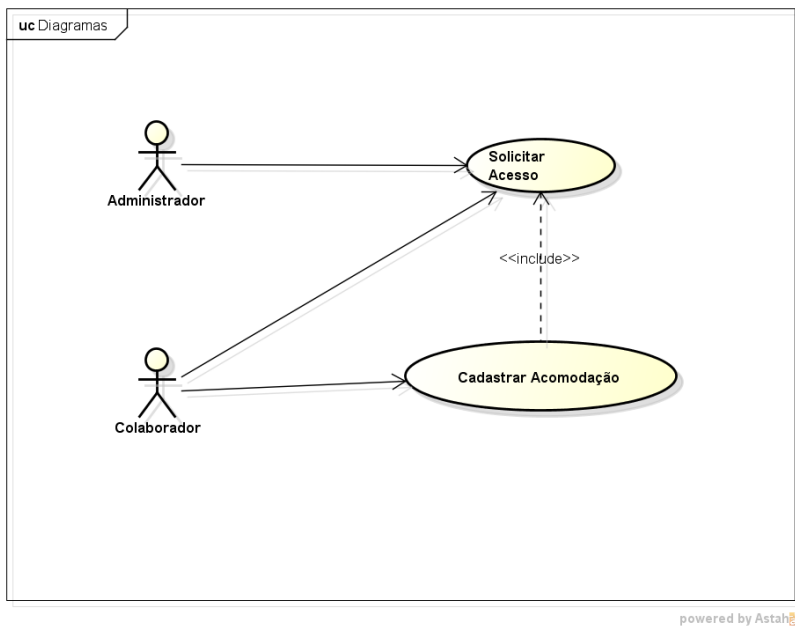 uc Diagramas
Solicitar
Acesso
Administrador
<<include>>
Cadastrar Acomodação
Colaborador
powered by Astah